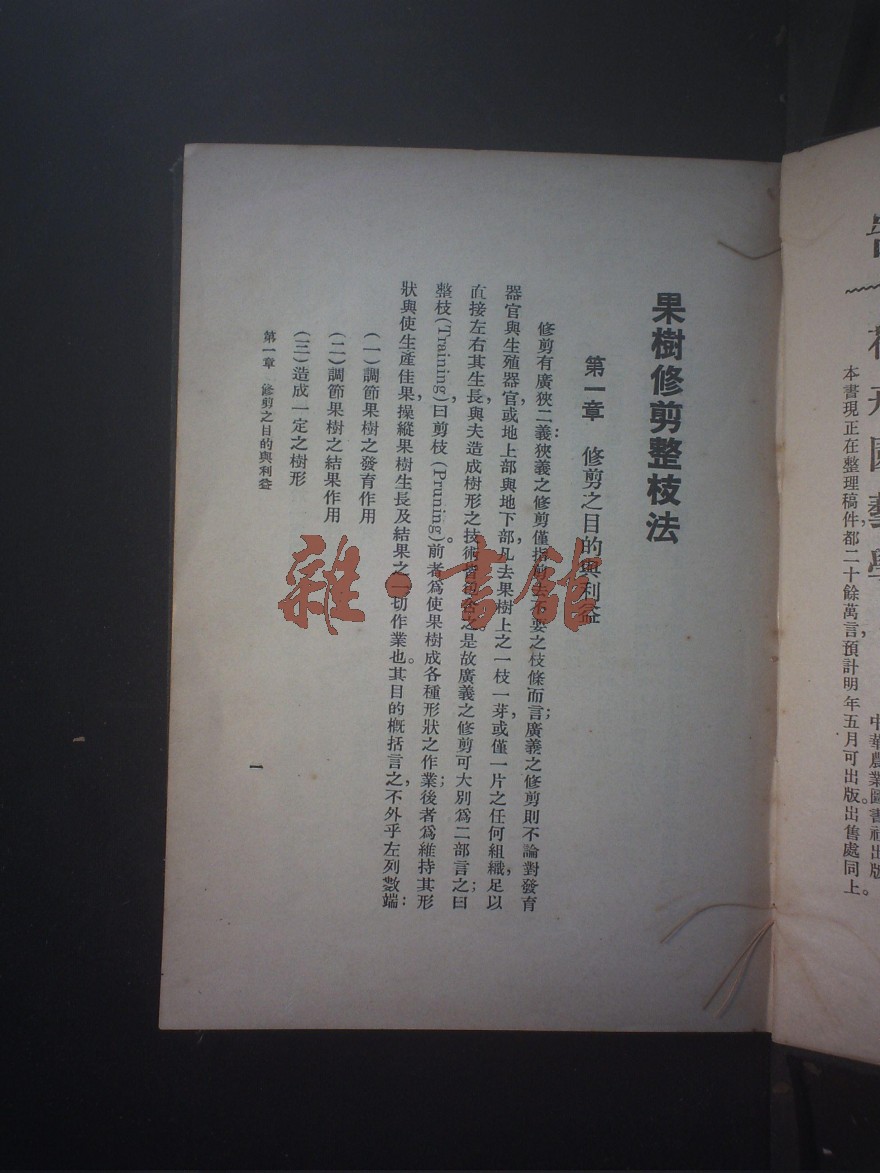 本書現正在整理稿件,都二十餘萬言,預計明年五月可出版。出售處同上。
果樹修剪整枝法
第一章 修剪之目的與利益
修剪有廣狹二義:狹義之修剪僅指剪去不要之枝條而言;廣義之修剪則不論對發育
器官與生殖器官,或地上部與地下部,凡去果樹上之一枝一芽,或僅一片之任何組織,足以
直接左右其生長,與夫造成樹形之技術皆包含之。是故廣義之修剪可大別爲二部言之;曰
整枝(Training),曰剪枝(Pruning)。前者爲使果樹成各種形狀之作業;後者爲維持其形
狀與使生產佳果,操縱果樹生長及結果之一切作業也。其目的概括言之,不外乎左列數端:
(一)調節果樹之發育作用
(二)調節果樹之結果作用
(三)造成一定之樹形
第一章 修剪之目的與利益
一
雜·書館